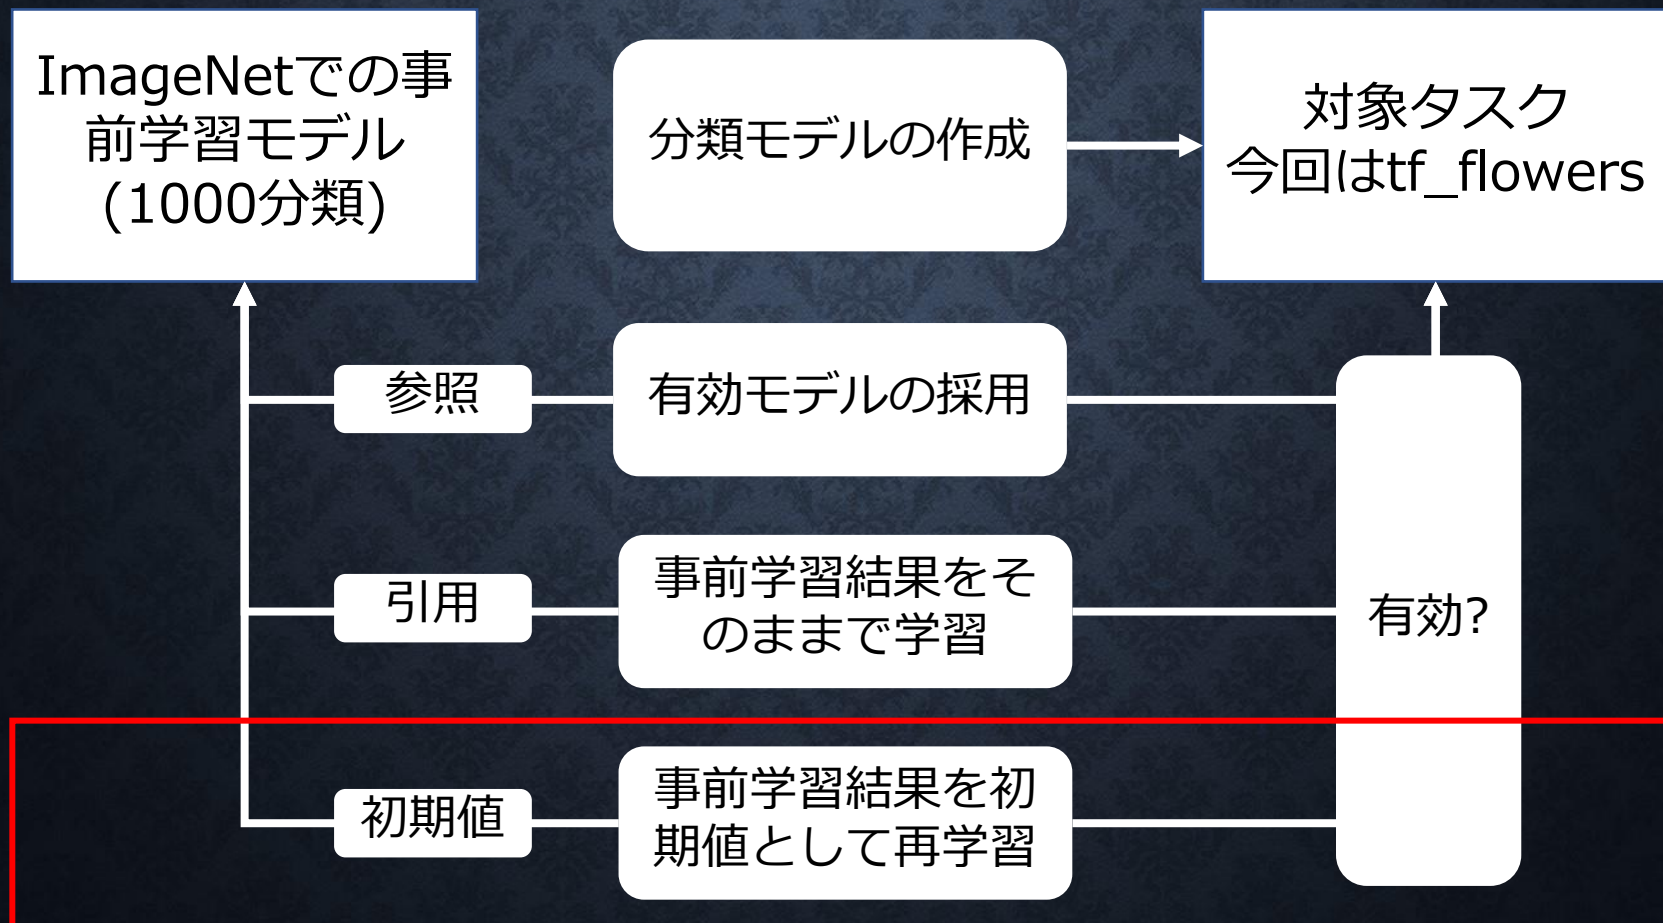 ImageNetでの事
前学習モデル
(1000分類)
分類モデルの作成
対象タスク
今回はtf_flowers
参照
有効モデルの採用
引用
事前学習結果をそ
のままで学習
有効?
初期値
事前学習結果を初
期値として再学習